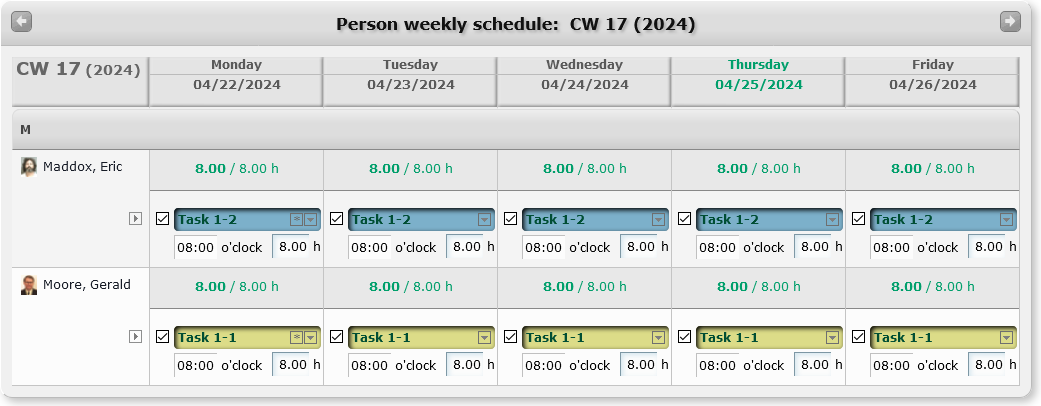 Person weekly schedule: CW 17 (2024)
CW 17 (2024) Monday Tuesday Wednesday Thursday Friday
04/22/2024 04/23/2024 04/24/2024 04/25/2024 04/26/2024
M
Maddox, Eric 8.00 / 8.00 h 8.00 / 8.00 h 8.00 / 8.00 h 8.00 / 8.00 h 8.00 / 8.00 h
Task 1-2 * Task 1-2 Task 1-2 Task 1-2 Task 1-2
08:00 o'clock 8.00 h 08:00 o'clock 8.00 h 08:00 o'clock 8.00 h 08:00 o'clock 8.00 h 08:00 o'clock 8.00 h
Moore, Gerald 8.00 / 8.00 h 8.00 / 8.00 h 8.00 / 8.00 h 8.00 / 8.00 h 8.00 / 8.00 h
Task 1-1 * Task 1-1 Task 1-1 Task 1-1 Task 1-1
08:00 o'clock 8.00 h 08:00 o'clock 8.00 h 08:00 o'clock 8.00 h 08:00 o'clock 8.00 h 08:00 o'clock 8.00 h